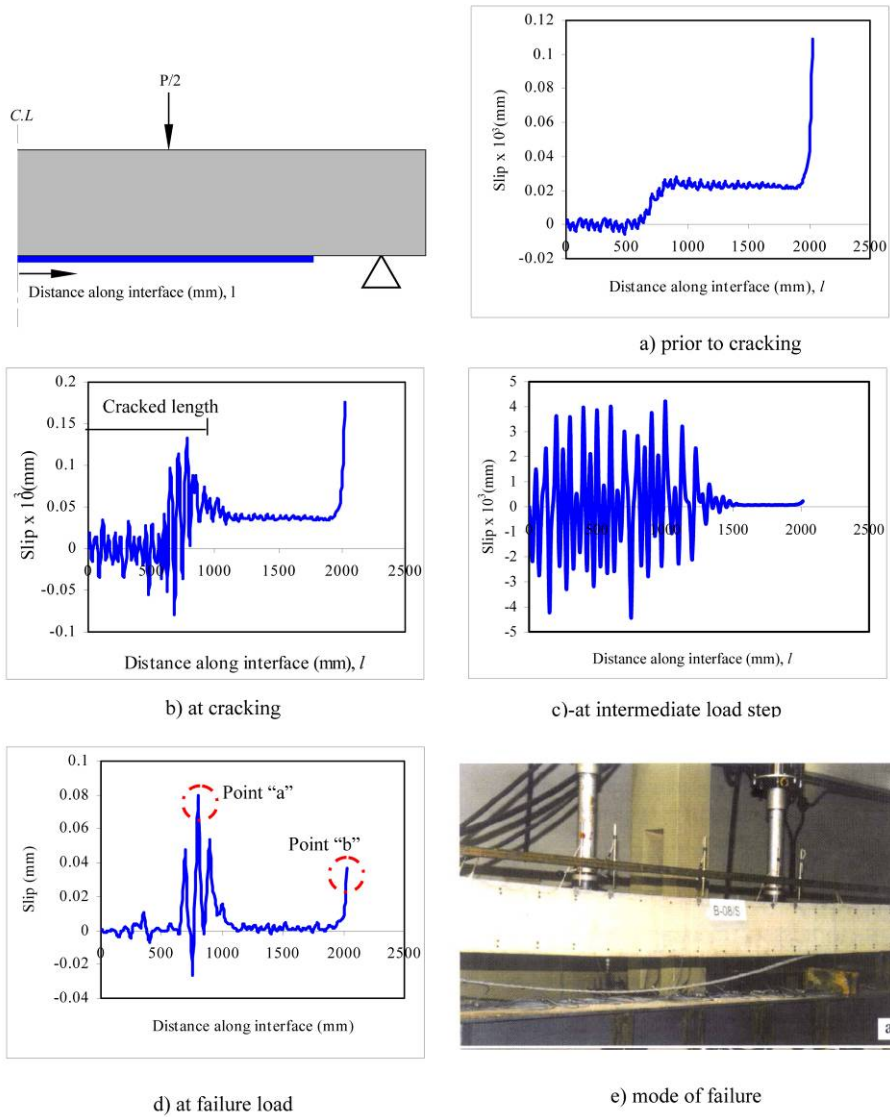 P/2
C.L
Distance along interface (mm), l
0.12
0.1
0.08
0.06
0.04
0.02
0
-0.02
0 500 1000 1500 2000 2500
Slip x 10³(mm)
Distance along interface (mm), l
a) prior to cracking
0.2
0.15
0.1
0.05
0
-0.05
-0.1
0 500 1000 1500 2000 2500
Cracked length
Slip x 10³(mm)
Distance along interface (mm), l
b) at cracking
5
4
3
2
1
0
-1
-2
-3
-4
-5
0 500 1000 1500 2000 2500
Slip x 10³(mm)
Distance along interface (mm), l
c)-at intermediate load step
0.1
0.08
0.06
0.04
0.02
0
-0.02
-0.04
0 500 1000 1500 2000 2500
Point “a”
Point “b”
Slip (mm)
Distance along interface (mm)
d) at failure load
B-08/S
a
e) mode of failure